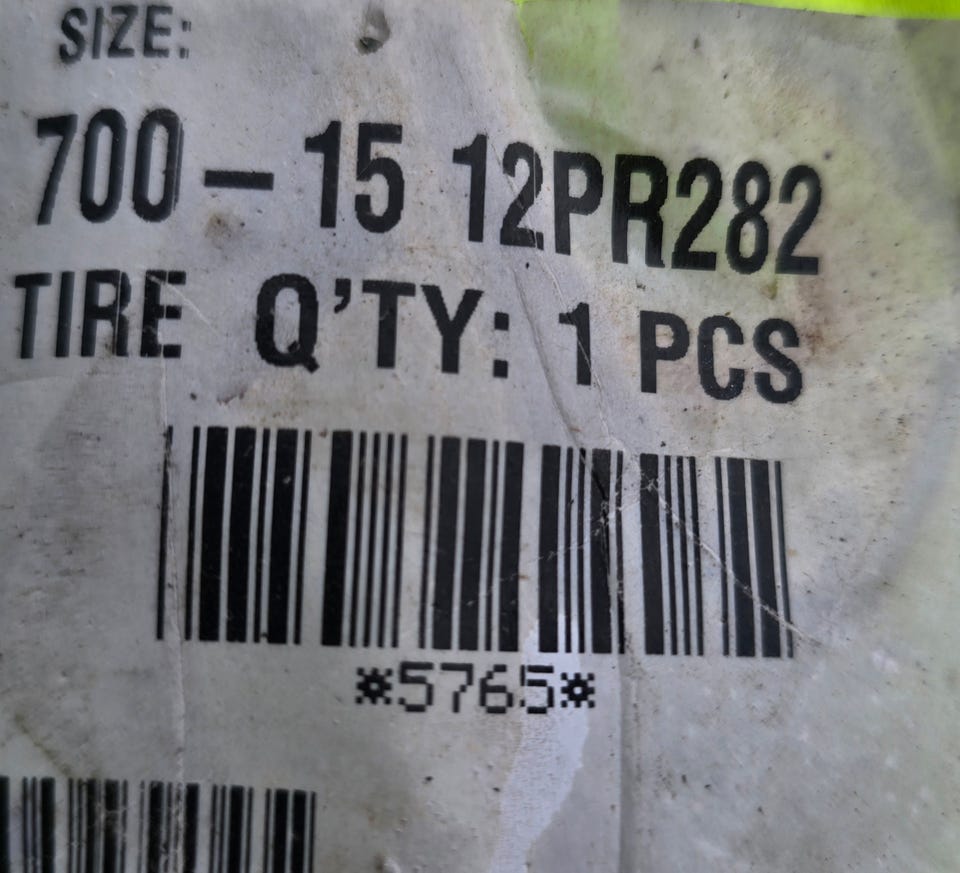 SIZE:
700-15 12PR282
TIRE Q'TY: 1 PCS
*5765*